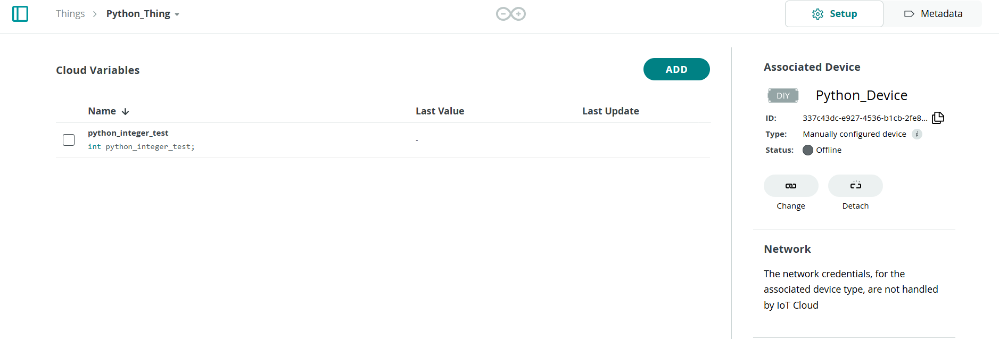 Things > Python_Thing
Setup
Metadata
Cloud Variables
ADD
Name ↓ Last Value Last Update
python_integer_test
int python_integer_test;
-
Associated Device
DIY Python_Device
ID: 337c43dc-e927-4536-b1cb-2fe8...
Type: Manually configured device i
Status: Offline
Change Detach
Network
The network credentials, for the
associated device type, are not handled
by IoT Cloud